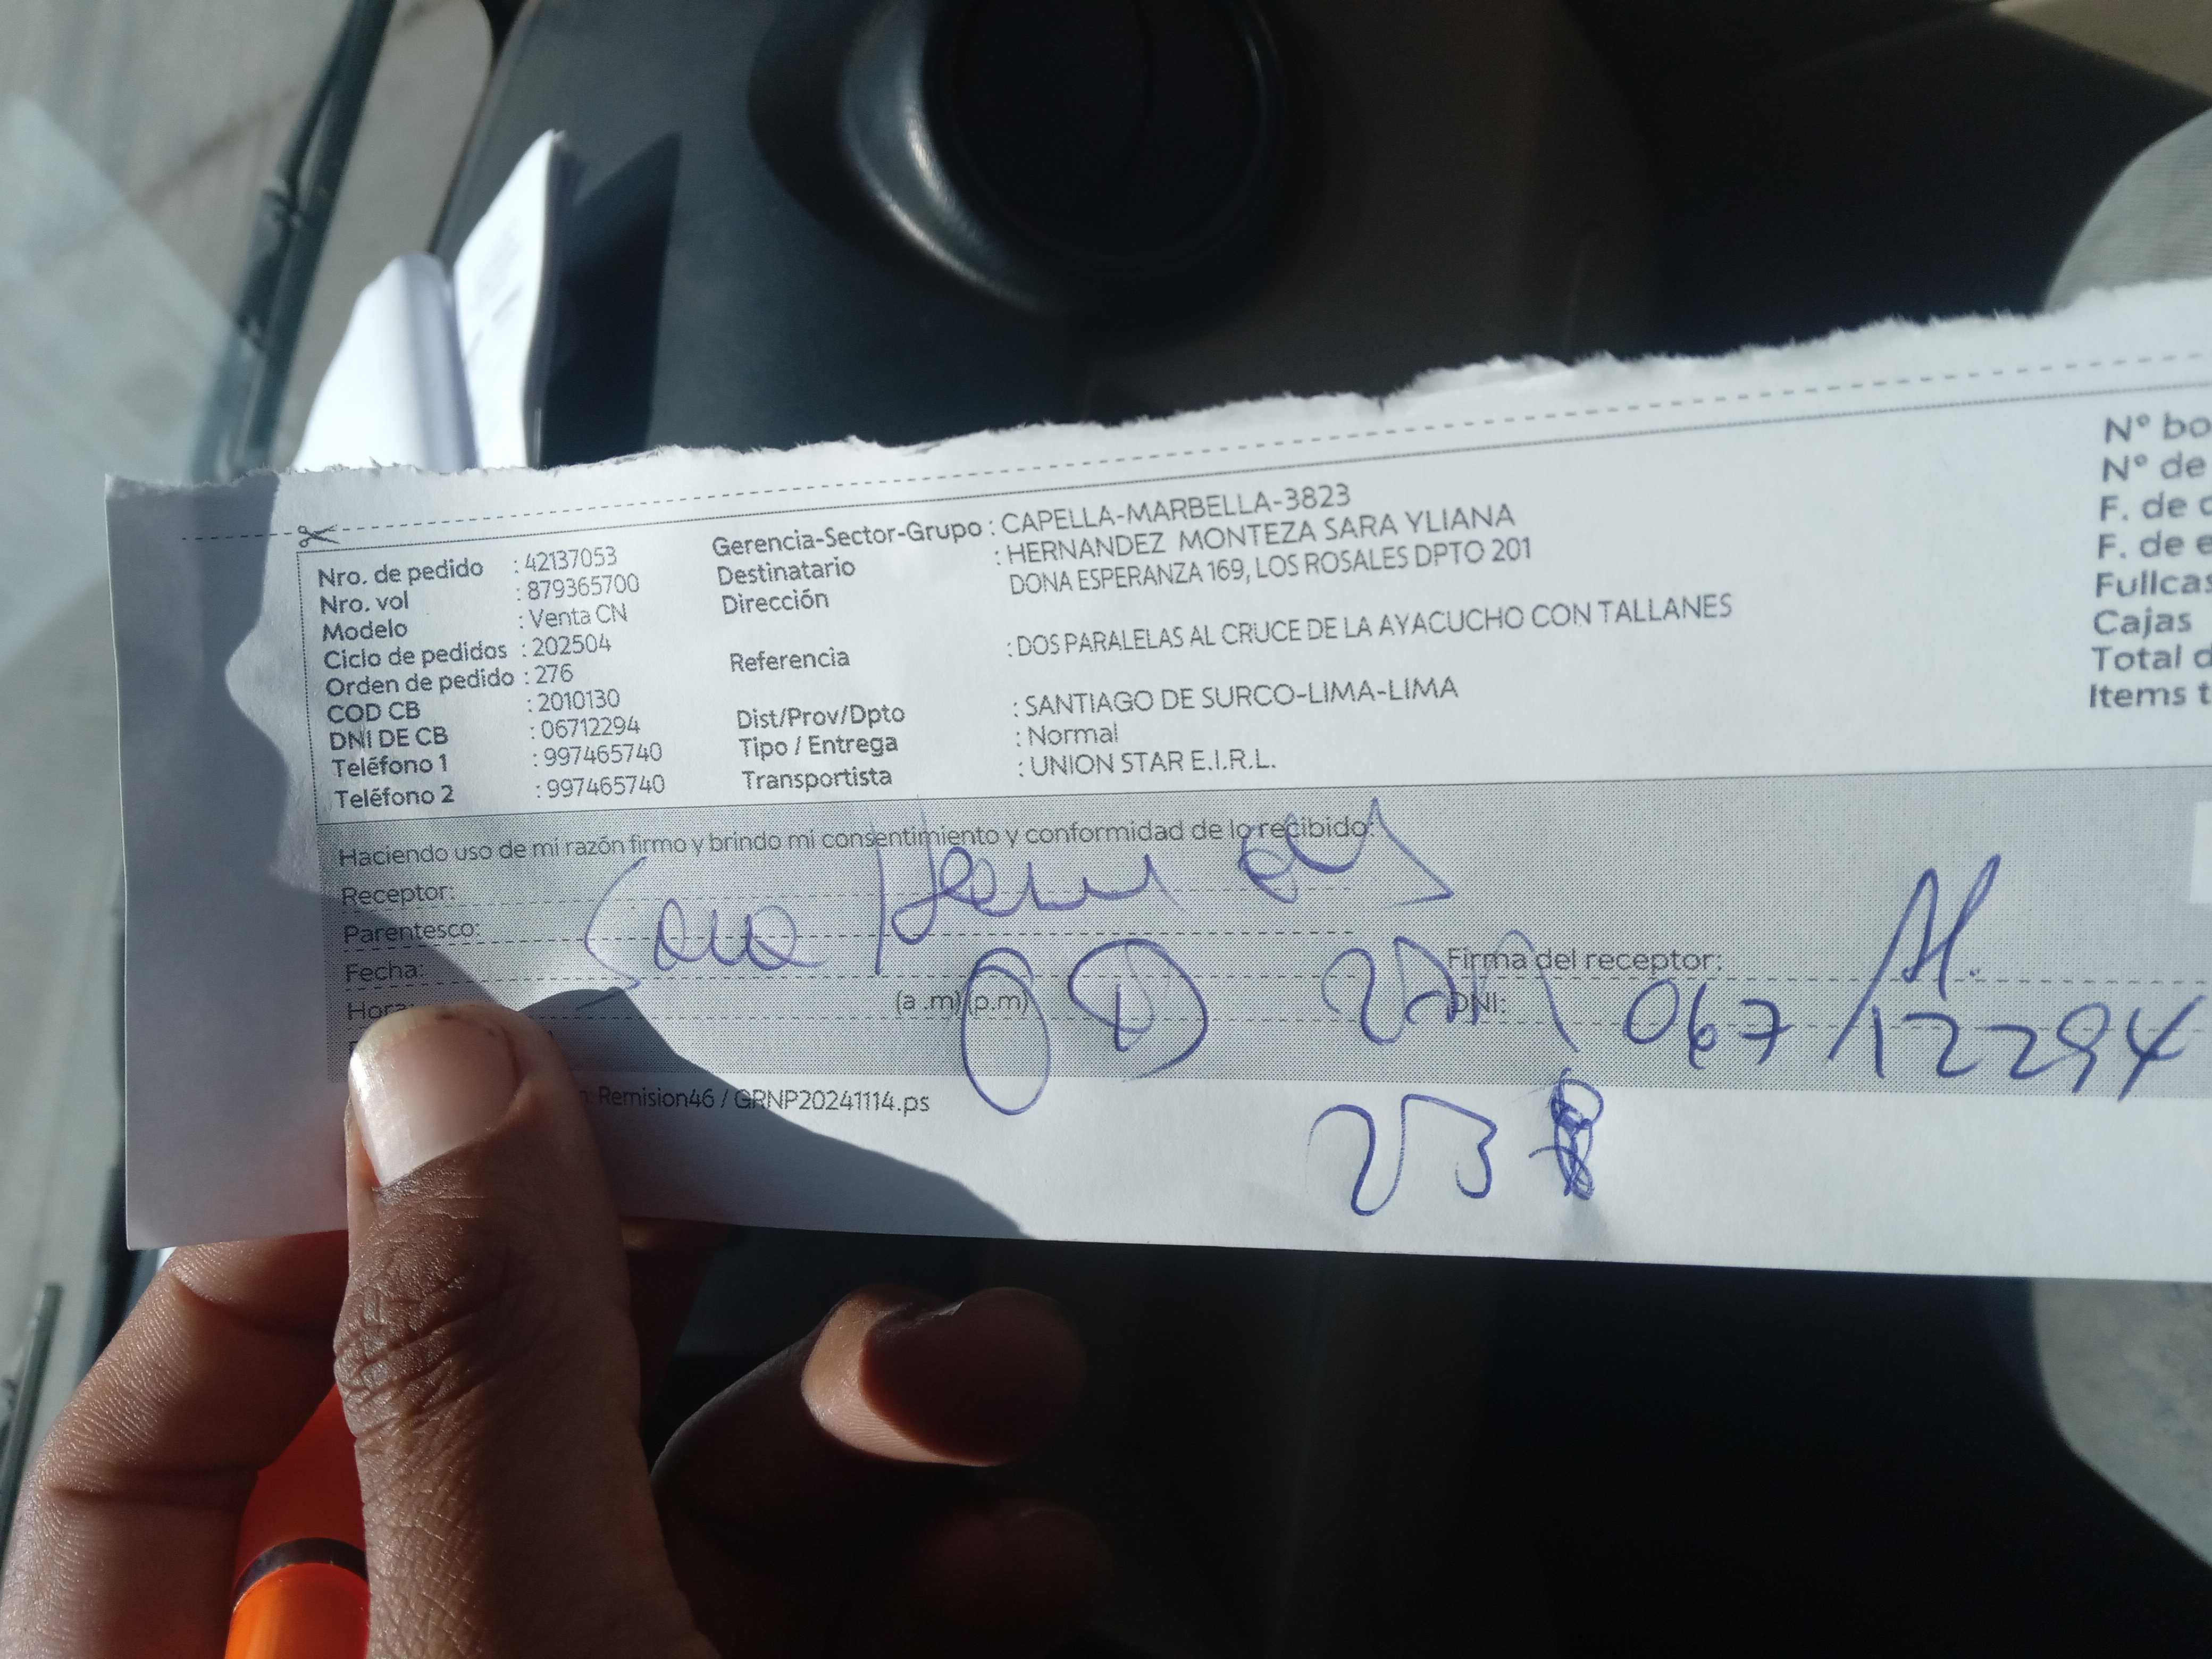 Nro. de pedido : 42137053
Nro. vol : 879365700
Modelo : Venta CN
Ciclo de pedidos : 202504
Orden de pedido : 276
COD CB : 2010130
DNI DE CB : 06712294
Teléfono 1 : 997465740
Teléfono 2 : 997465740
Gerencia-Sector-Grupo : CAPELLA-MARBELLA-3823
Destinatario : HERNANDEZ MONTEZA SARA YLIANA
Dirección DONA ESPERANZA 169, LOS ROSALES DPTO 201
Referencia : DOS PARALELAS AL CRUCE DE LA AYACUCHO CON TALLANES
Dist/Prov/Dpto : SANTIAGO DE SURCO-LIMA-LIMA
Tipo / Entrega : Normal
Transportista : UNION STAR E.I.R.L.
N° bo
N° de
F. de
F. de e
Fullcas
Cajas
Total d
Items t
Haciendo uso de mi razón firmo y brindo mi consentimiento y conformidad de lo recibido:
Receptor:
Parentesco: Sara
Fecha:
Hora: (a .m) (p.m)
Firma del receptor:
DNI: 067 12294
: Remision46 / GRNP20241114.ps
23